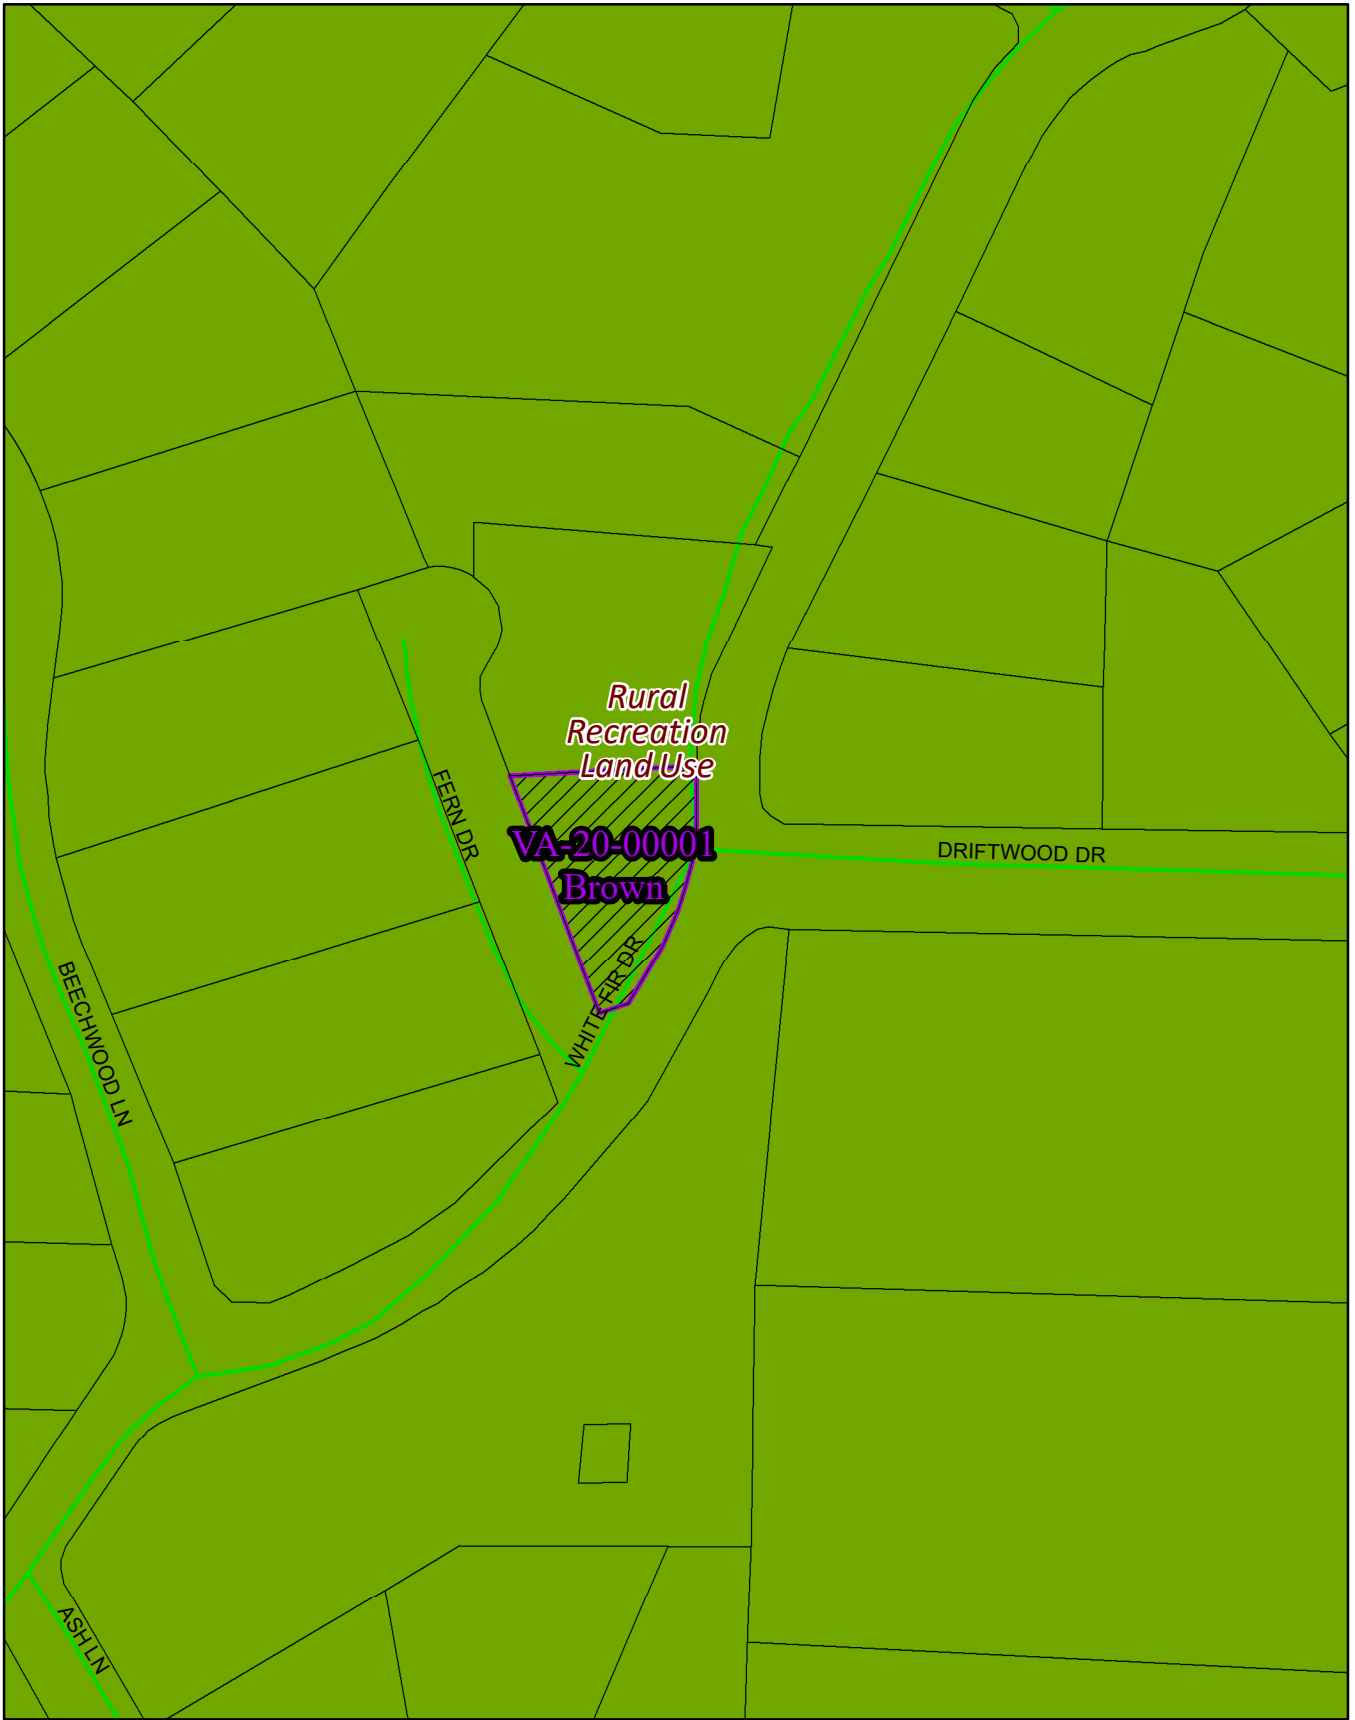 Rural
Recreation
Land Use
FERN DR
VA-20-00001
Brown
DRIFTWOOD DR
WHITE FIR DR
BEECHWOOD LN
ASH LN